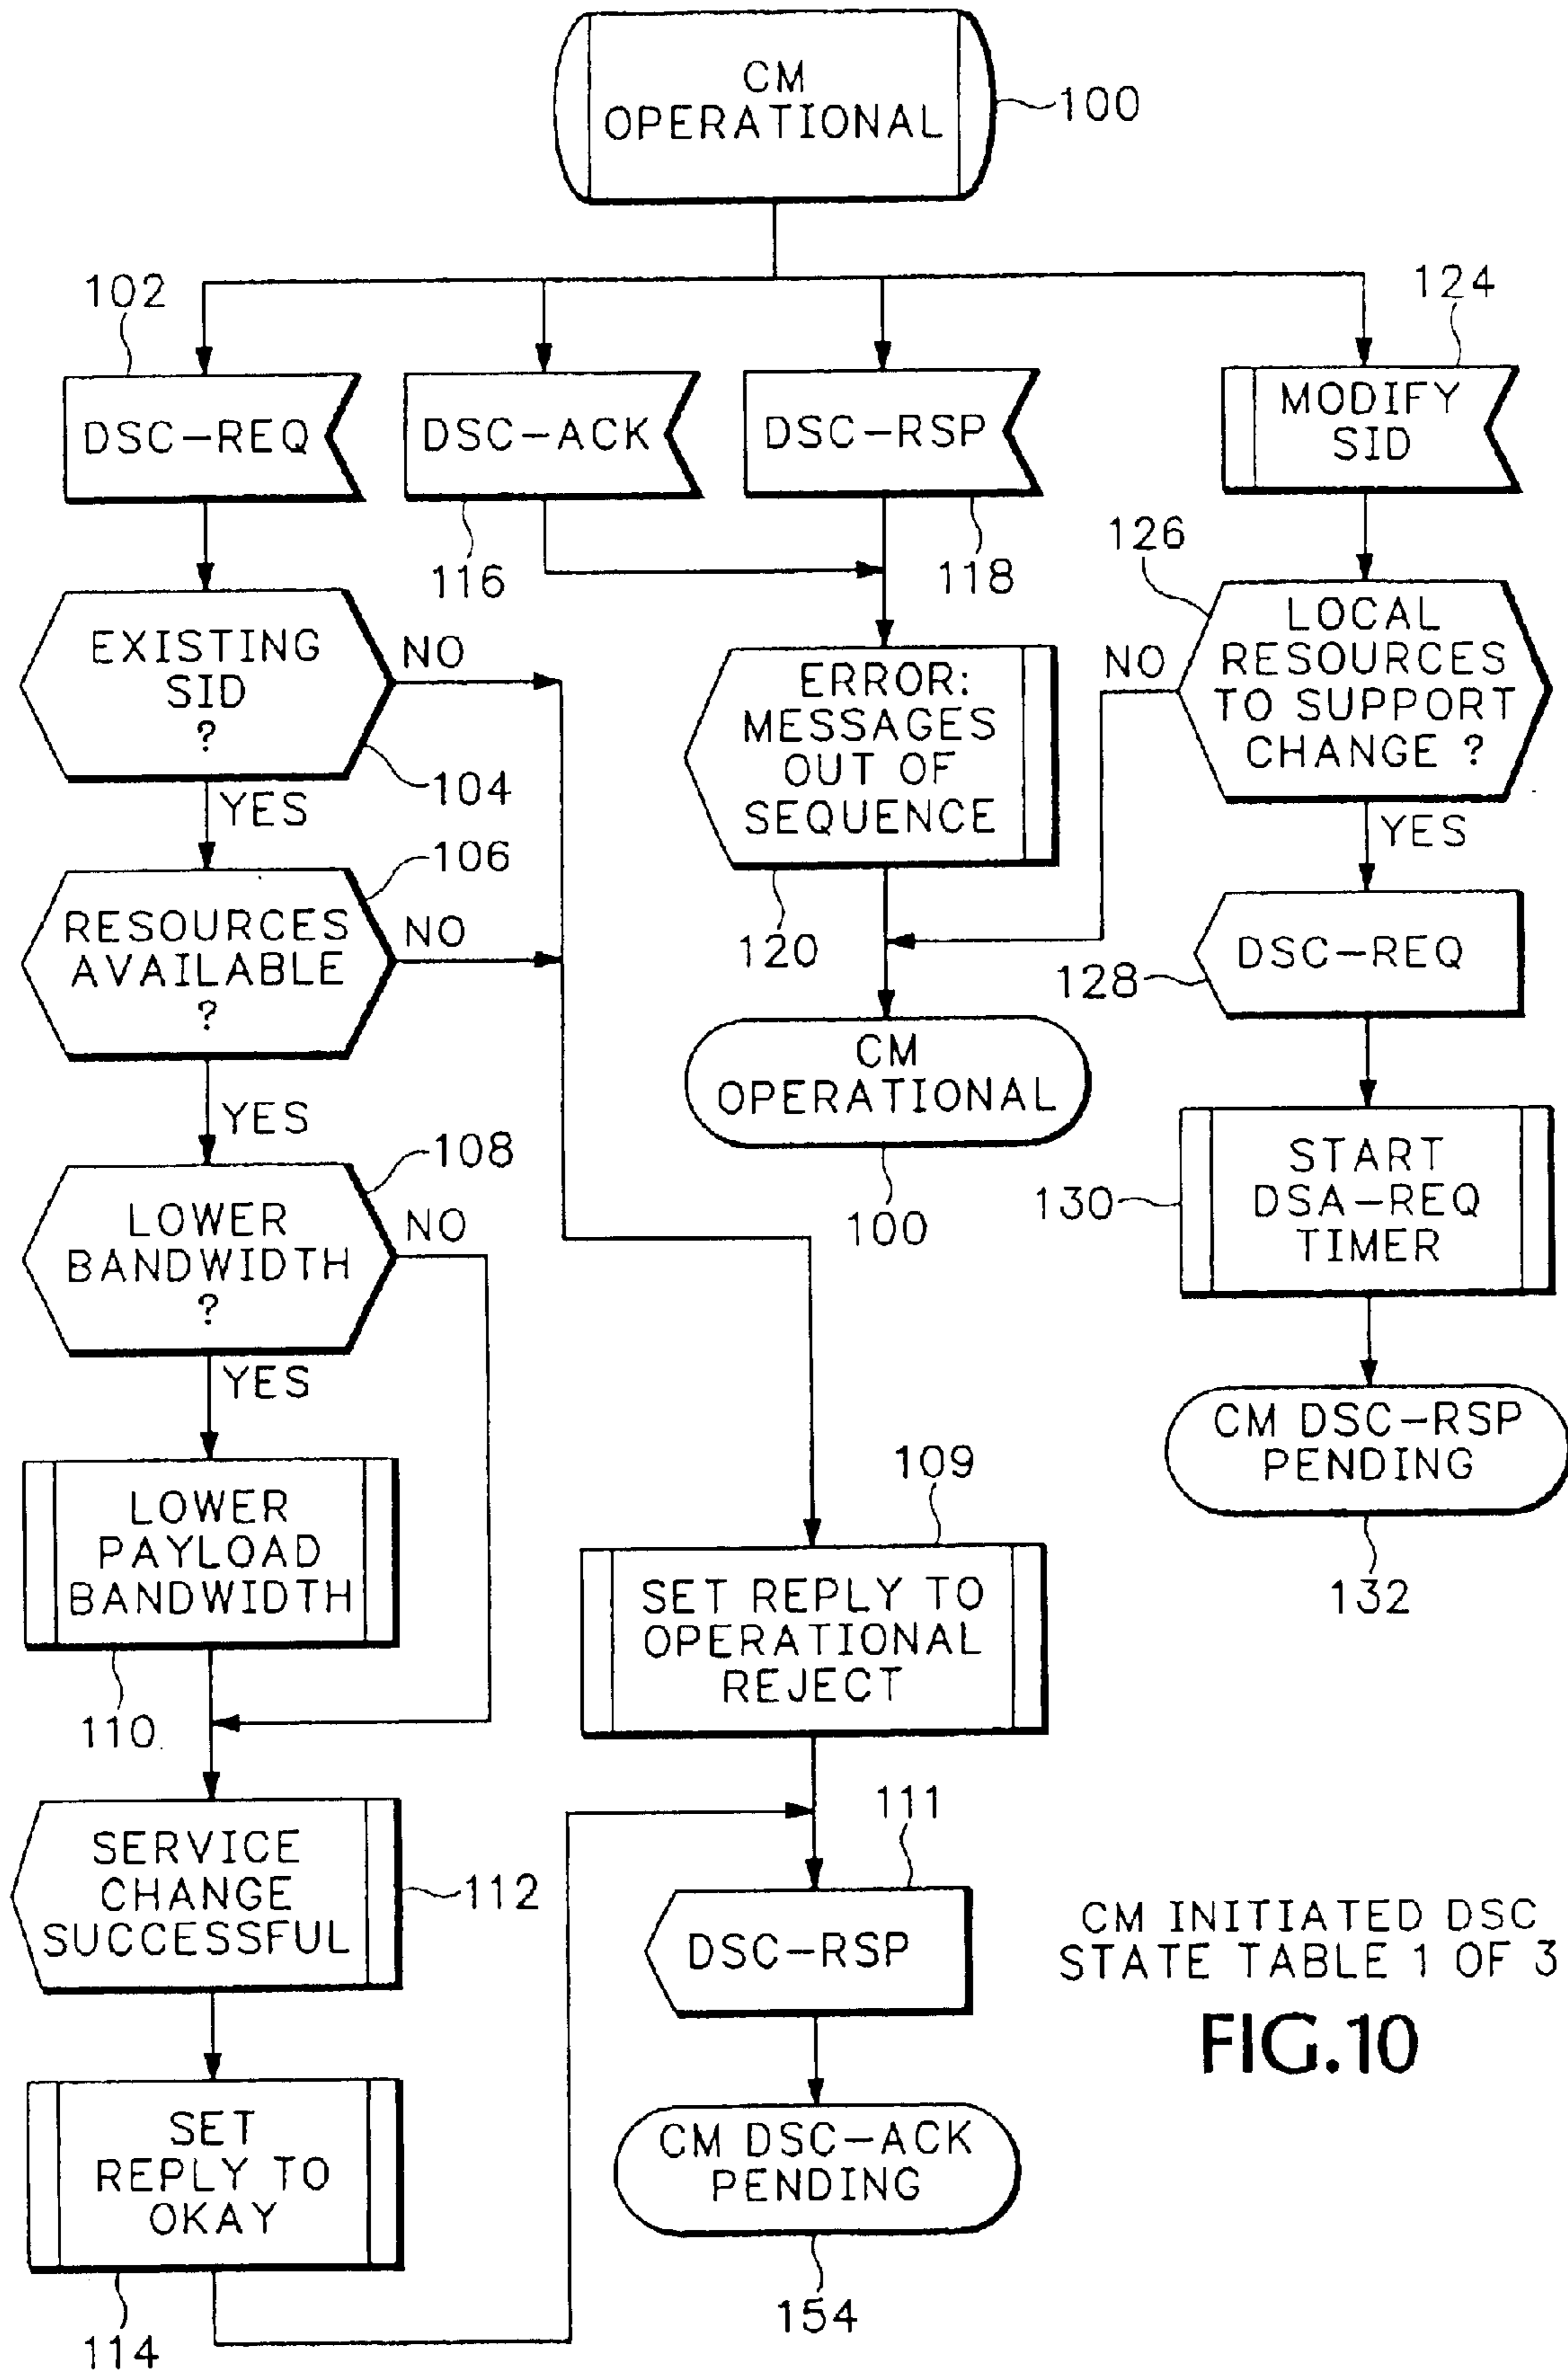 CM
OPERATIONAL
100
102
124
DSC-REQ
DSC-ACK
DSC-RSP
MODIFY
SID
116
118
126
EXISTING
SID
?
NO
104
YES
ERROR:
MESSAGES
OUT OF
SEQUENCE
120
NO
LOCAL
RESOURCES
TO SUPPORT
CHANGE ?
YES
106
RESOURCES
AVAILABLE
?
NO
YES
CM
OPERATIONAL
100
DSC-REQ
128
108
LOWER
BANDWIDTH
?
NO
YES
130
START
DSA-REQ
TIMER
CM DSC-RSP
PENDING
132
LOWER
PAYLOAD
BANDWIDTH
110
109
SET REPLY TO
OPERATIONAL
REJECT
SERVICE
CHANGE
SUCCESSFUL
112
111
DSC-RSP
SET
REPLY TO
OKAY
114
CM DSC-ACK
PENDING
154
CM INITIATED DSC
STATE TABLE 1 OF 3
FIG.10